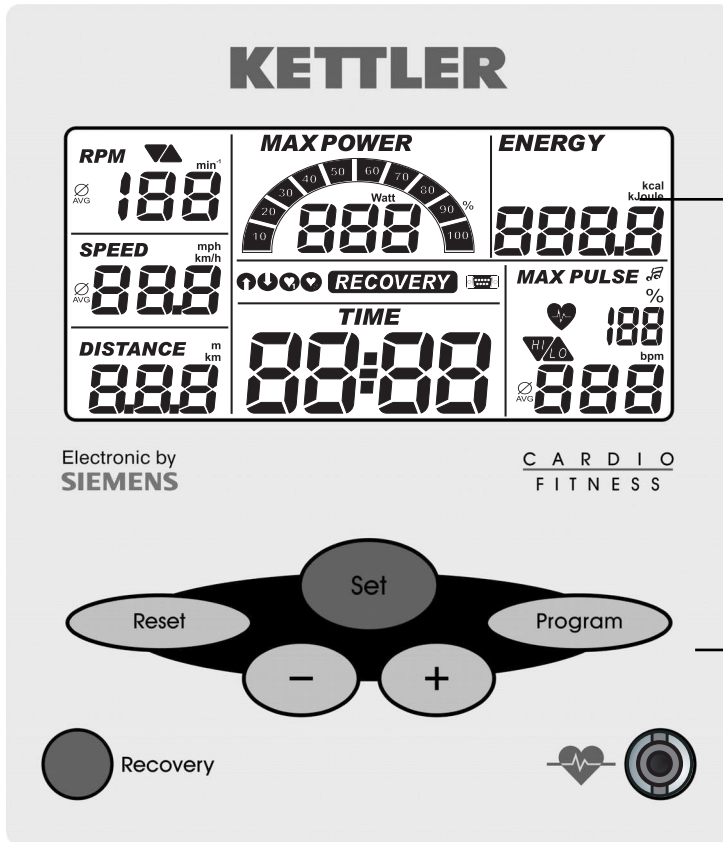 KETTLER
RPM
min-1
Ø
AVG
188
MAX POWER
10 20 30 40 50 60 70 80 90 100
%
Watt
888
ENERGY
kcal
kJoule
888.8
SPEED
mph
km/h
Ø
AVG
88.8
RECOVERY
MAX PULSE
%
188
HI
LO
bpm
Ø
AVG
888
DISTANCE
m
km
8.8.8
TIME
88:88
Electronic by
SIEMENS
CARDIO
FITNESS
Set
Reset
Program
−
+
Recovery